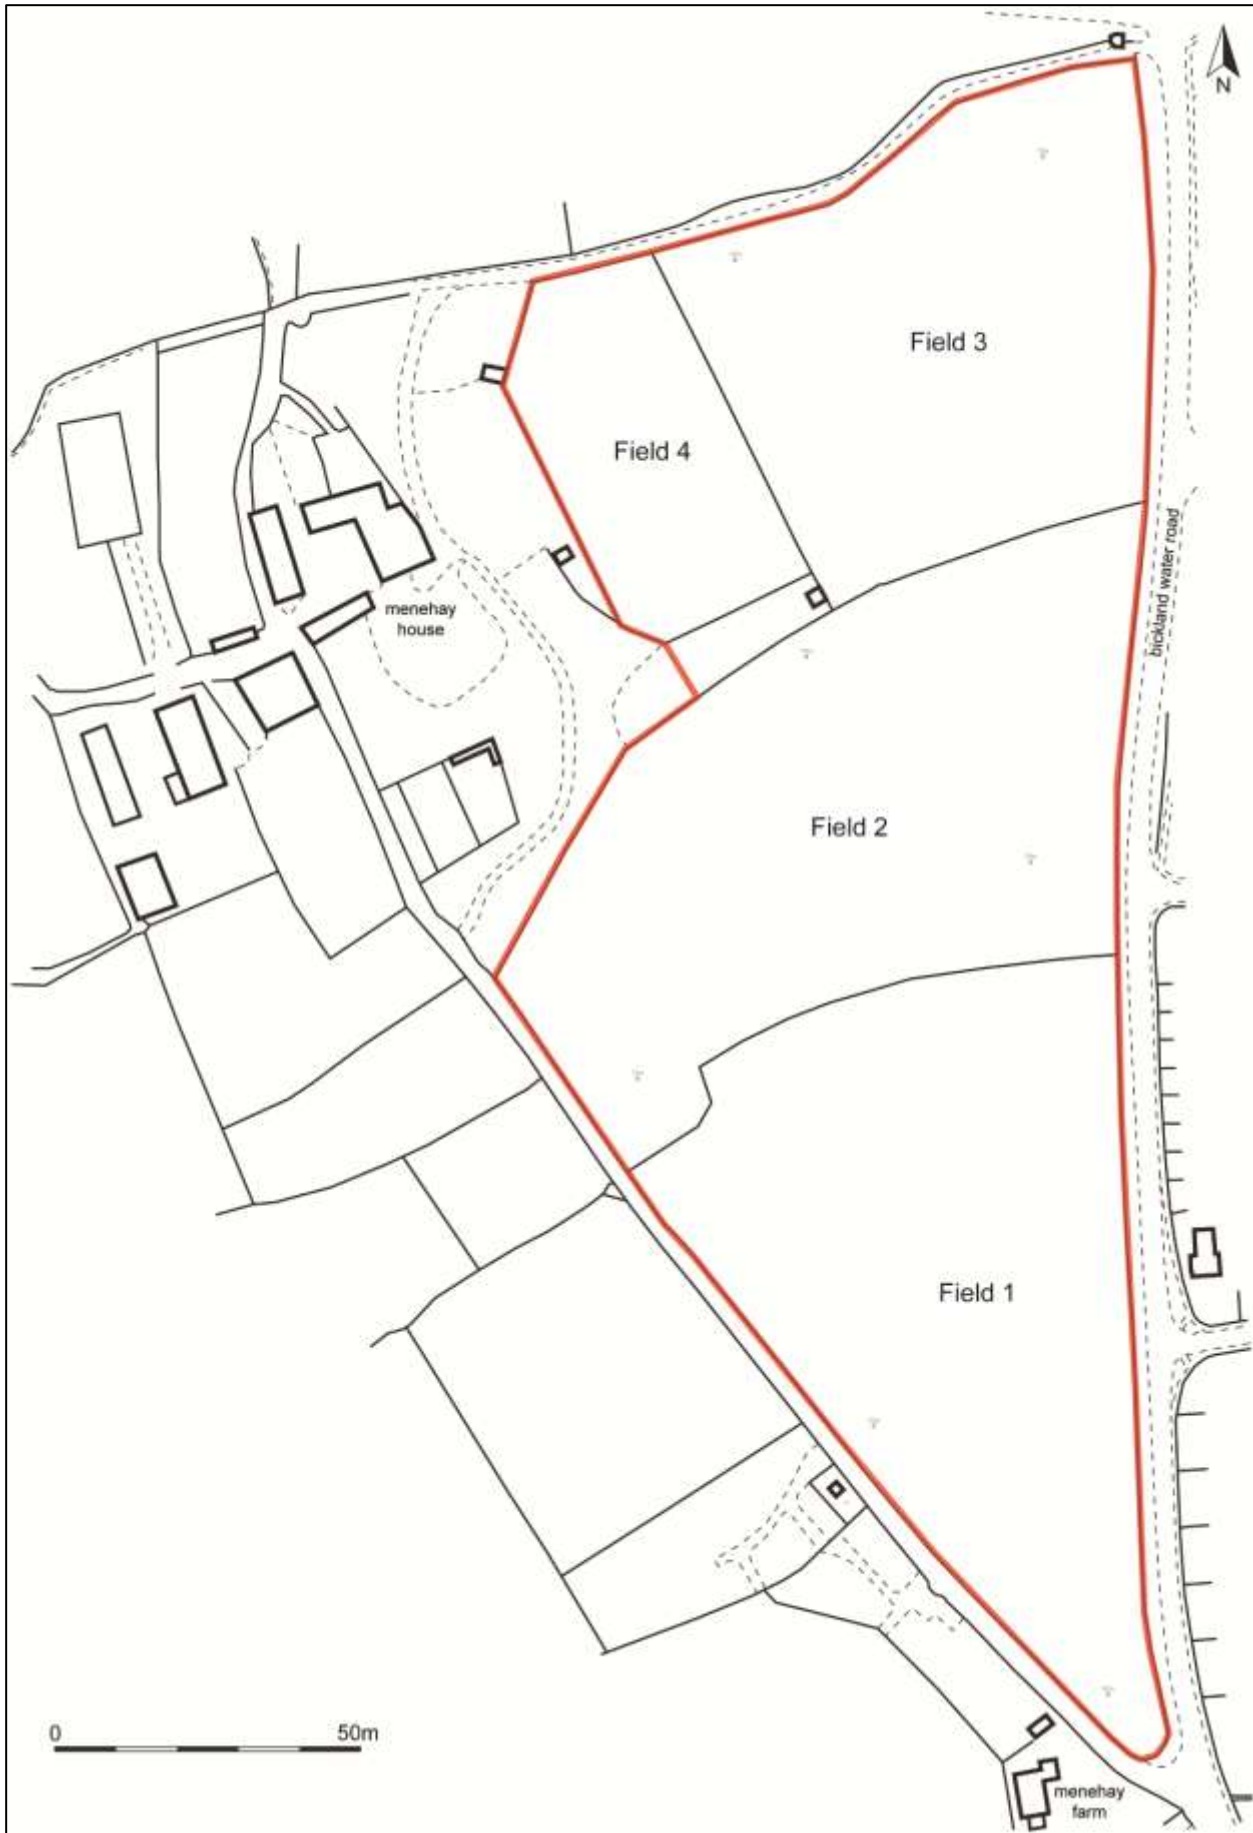 N
Field 3
Field 4
bickland water road
menehay
house
Field 2
Field 1
0 50m
menehay
farm